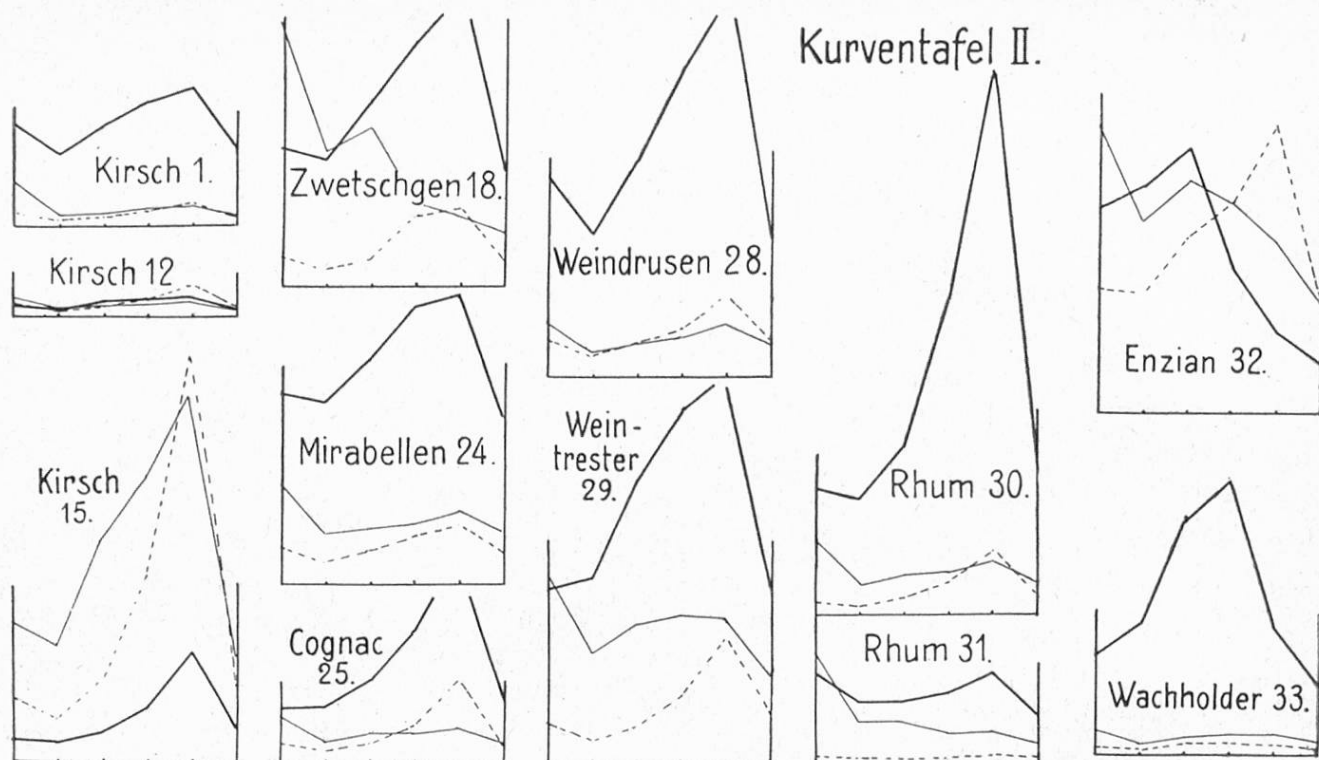 Kurventafel II.
Kirsch 1.
Kirsch 12
Kirsch
15.
Zwetschgen 18.
Mirabellen 24.
Cognac
25.
Weindrusen 28.
Wein-
trester
29.
Rhum 30.
Rhum 31.
Enzian 32.
Wachholder 33.